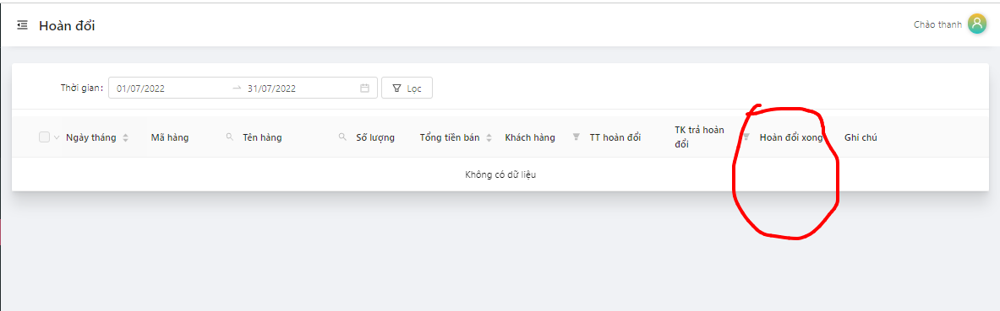 Hoàn đổi
Chào thanh
Thời gian: 01/07/2022 31/07/2022 Lọc
Ngày tháng Mã hàng Tên hàng Số lượng Tổng tiền bán Khách hàng TT hoàn đổi TK trả hoàn đổi Hoàn đổi xong Ghi chú
Không có dữ liệu